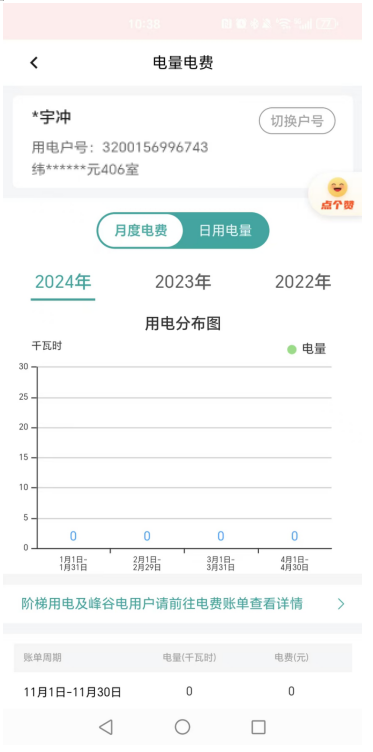 10:38
电量电费
*宇冲
切换户号
用电户号：3200156996743
纬******元406室
点个赞
月度电费 日用电量
2024年 2023年 2022年
用电分布图
千瓦时
电量
30
25
20
15
10
5
0
0 0 0 0
1月1日- 2月1日- 3月1日- 4月1日-
1月31日 2月29日 3月31日 4月30日
阶梯用电及峰谷电用户请前往电费账单查看详情
账单周期 电量(千瓦时) 电费(元)
11月1日-11月30日 0 0